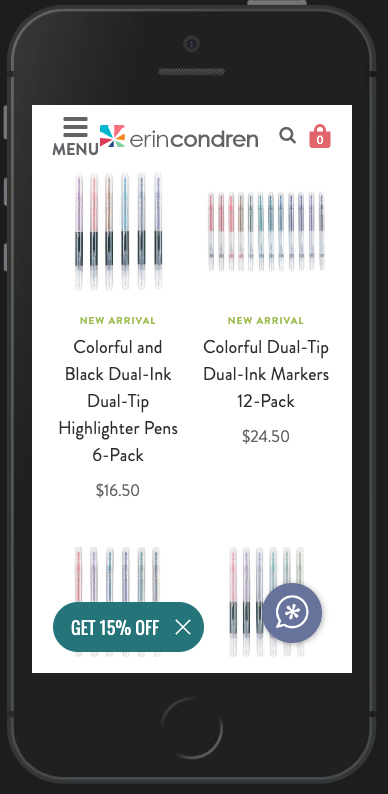 MENU
erincondren
0
NEW ARRIVAL
Colorful and
Black Dual-Ink
Dual-Tip
Highlighter Pens
6-Pack
$16.50
NEW ARRIVAL
Colorful Dual-Tip
Dual-Ink Markers
12-Pack
$24.50
GET 15% OFF